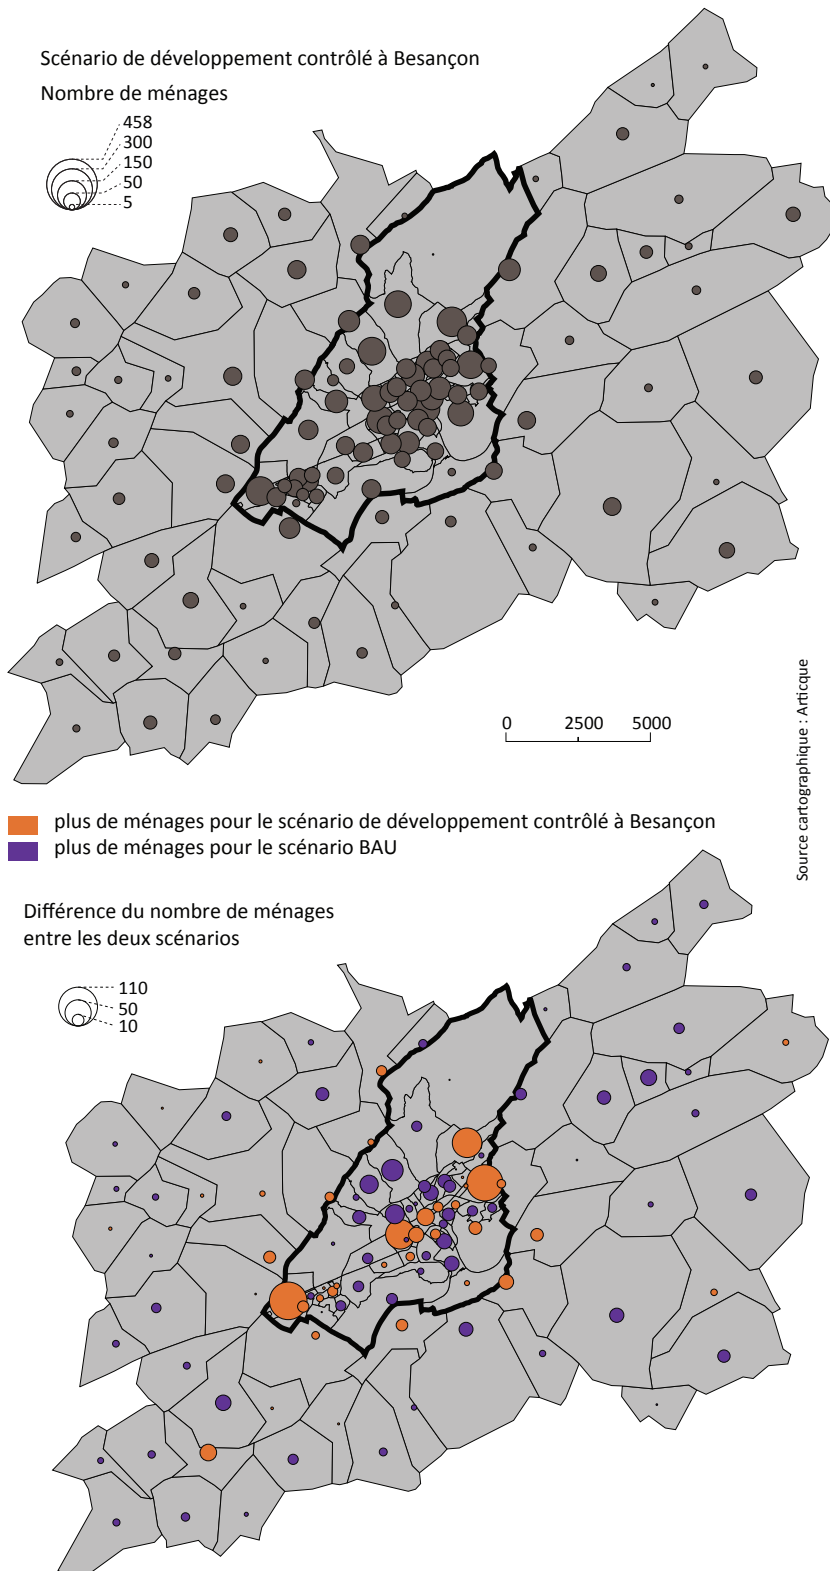 Scénario de développement contrôlé à Besançon
Nombre de ménages
458
300
150
50
5
0 2500 5000
Source cartographique : Articque
plus de ménages pour le scénario de développement contrôlé à Besançon
plus de ménages pour le scénario BAU
Différence du nombre de ménages
entre les deux scénarios
110
50
10